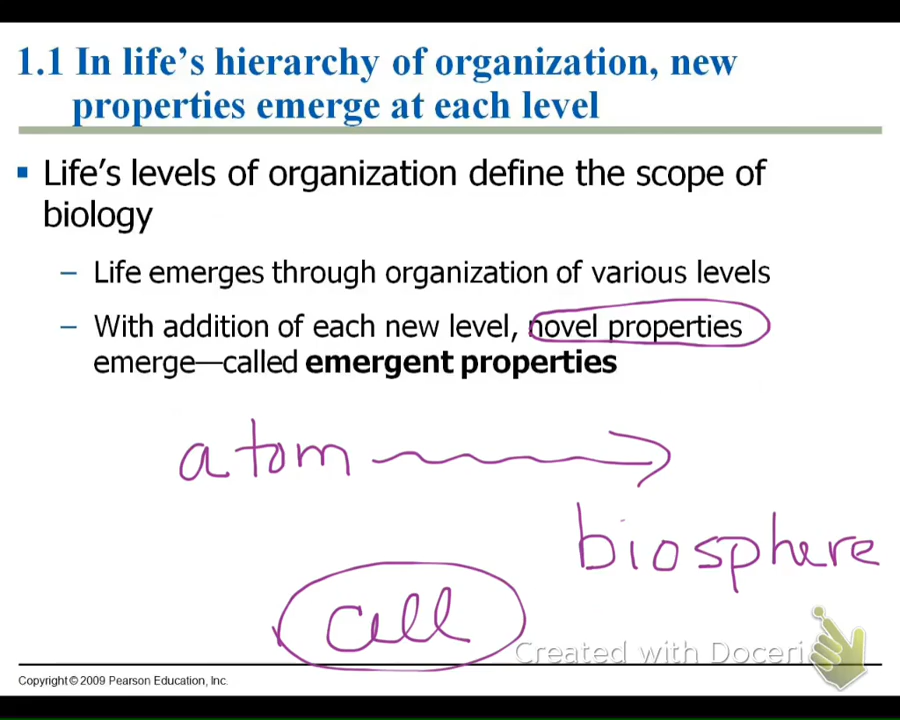 1.1 In life's hierarchy of organization, new
properties emerge at each level
Life's levels of organization define the scope of
biology
– Life emerges through organization of various levels
– With addition of each new level, novel properties
emerge—called emergent properties
atom
biosphere
cell
Created with Doceri
Copyright © 2009 Pearson Education, Inc.